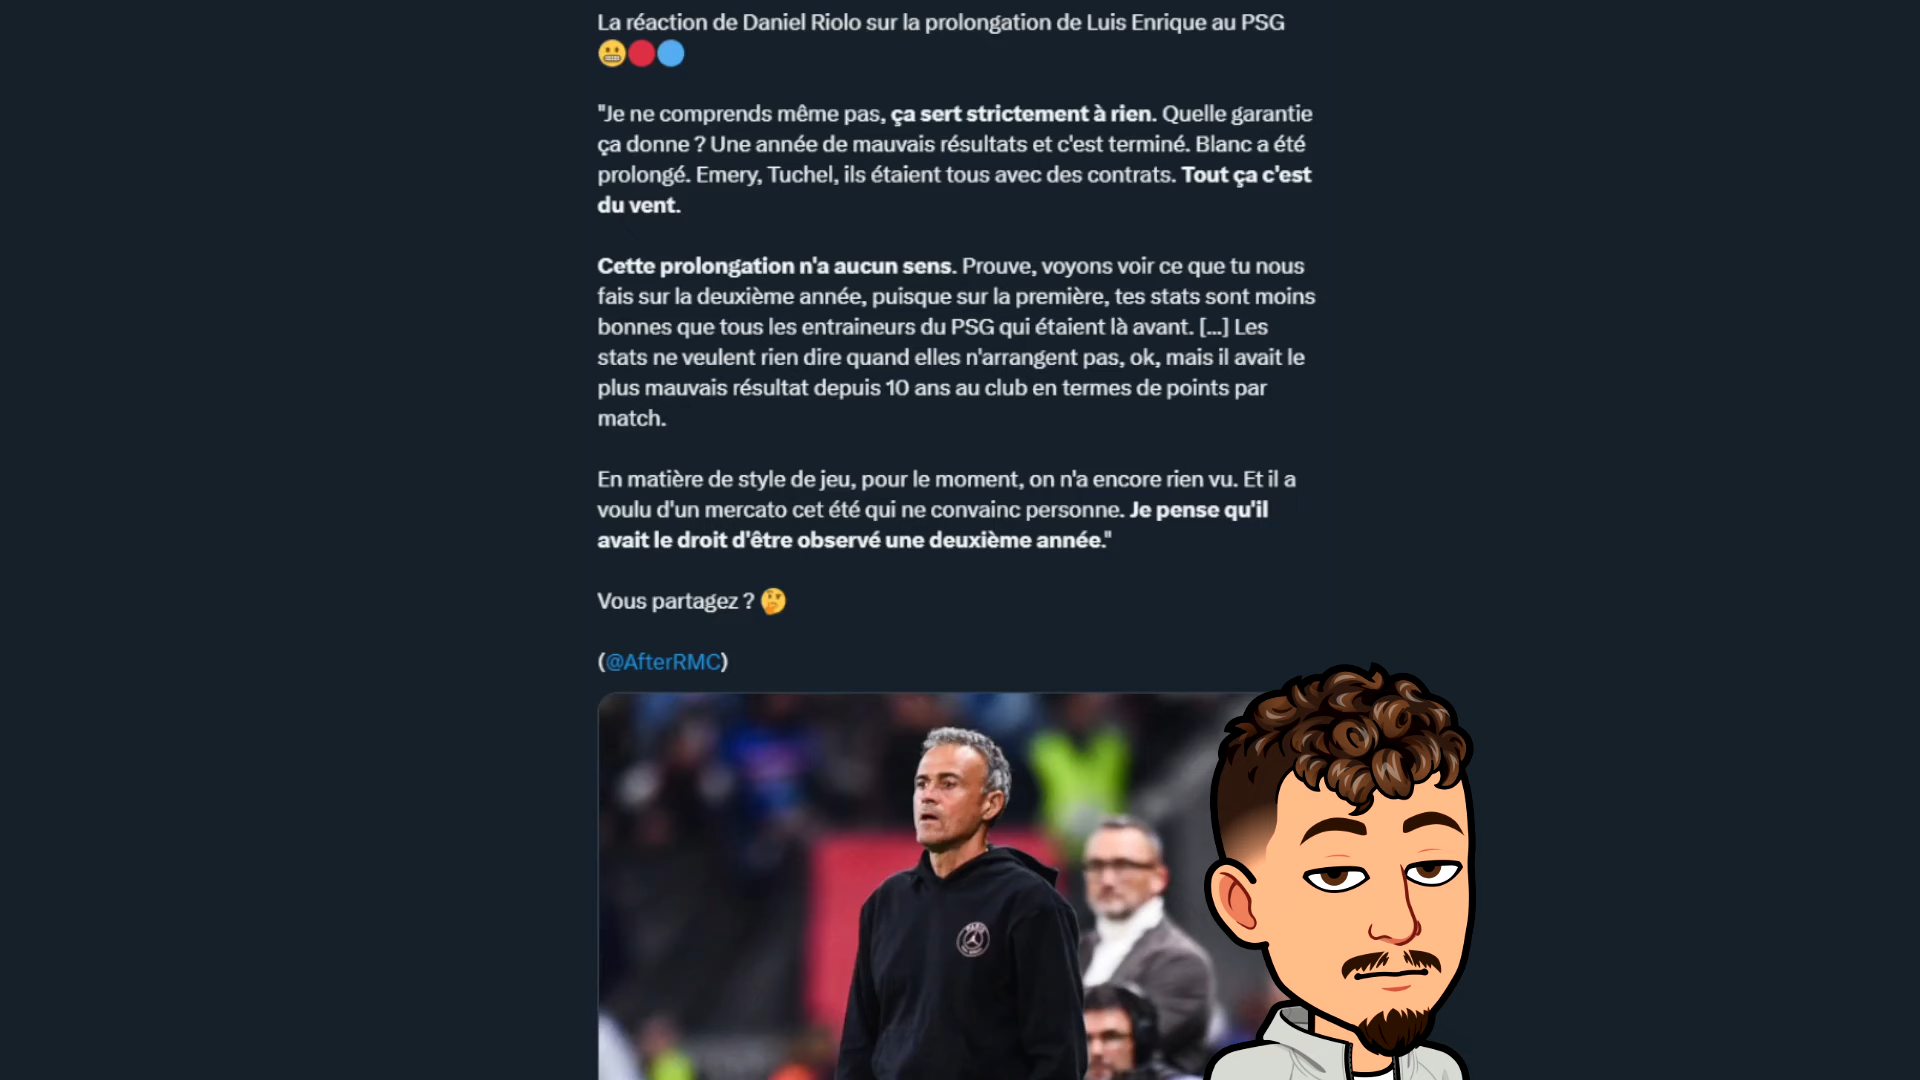 La réaction de Daniel Riolo sur la prolongation de Luis Enrique au PSG
😬🔴🔵
"Je ne comprends même pas, ça sert strictement à rien. Quelle garantie
ça donne ? Une année de mauvais résultats et c'est terminé. Blanc a été
prolongé. Emery, Tuchel, ils étaient tous avec des contrats. Tout ça c'est
du vent.
Cette prolongation n'a aucun sens. Prouve, voyons voir ce que tu nous
fais sur la deuxième année, puisque sur la première, tes stats sont moins
bonnes que tous les entraineurs du PSG qui étaient là avant. [...] Les
stats ne veulent rien dire quand elles n'arrangent pas, ok, mais il avait le
plus mauvais résultat depuis 10 ans au club en termes de points par
match.
En matière de style de jeu, pour le moment, on n'a encore rien vu. Et il a
voulu d'un mercato cet été qui ne convainc personne. Je pense qu'il
avait le droit d'être observé une deuxième année."
Vous partagez ? 🤔
(@AfterRMC)